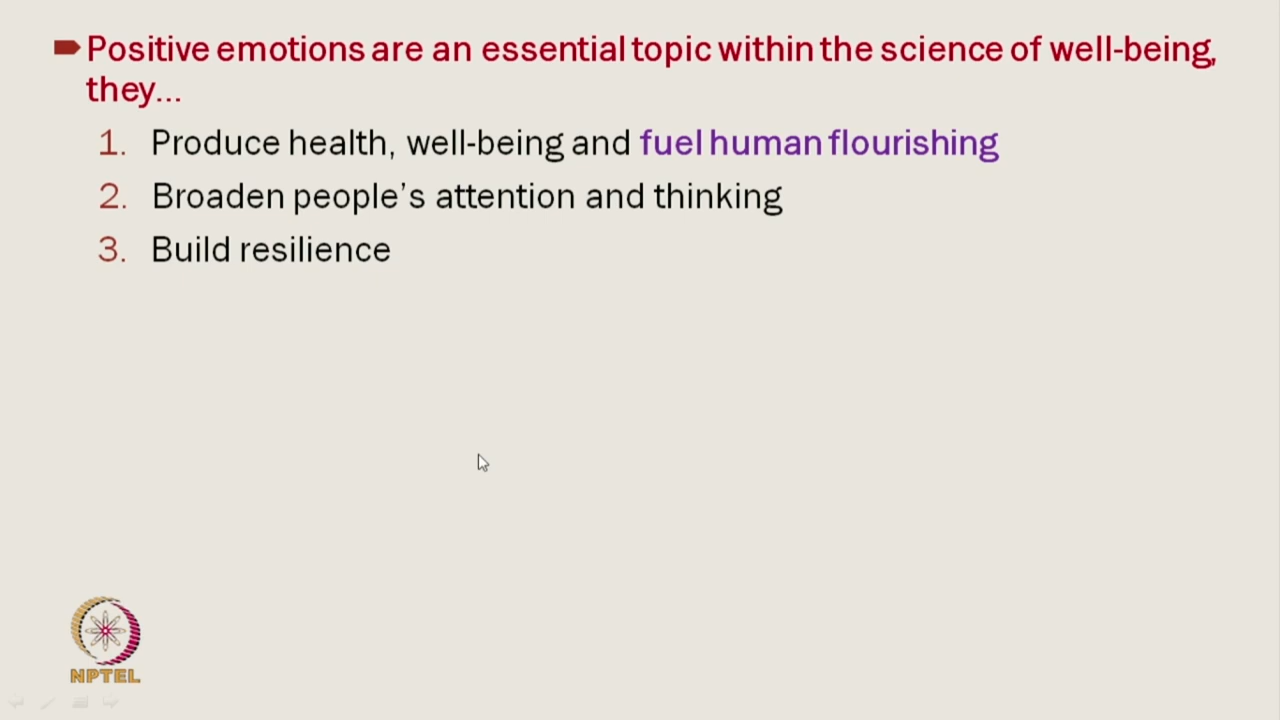 Positive emotions are an essential topic within the science of well-being,
they...
1. Produce health, well-being and fuel human flourishing
2. Broaden people's attention and thinking
3. Build resilience
NPTEL